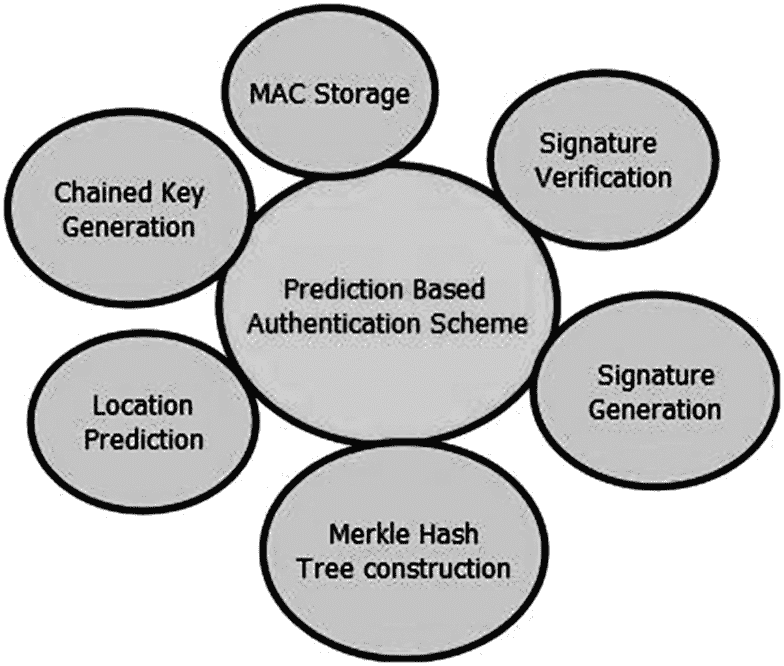 MAC Storage
Signature
Verification
Chained Key
Generation
Prediction Based
Authentication Scheme
Signature
Generation
Location
Prediction
Merkle Hash
Tree construction